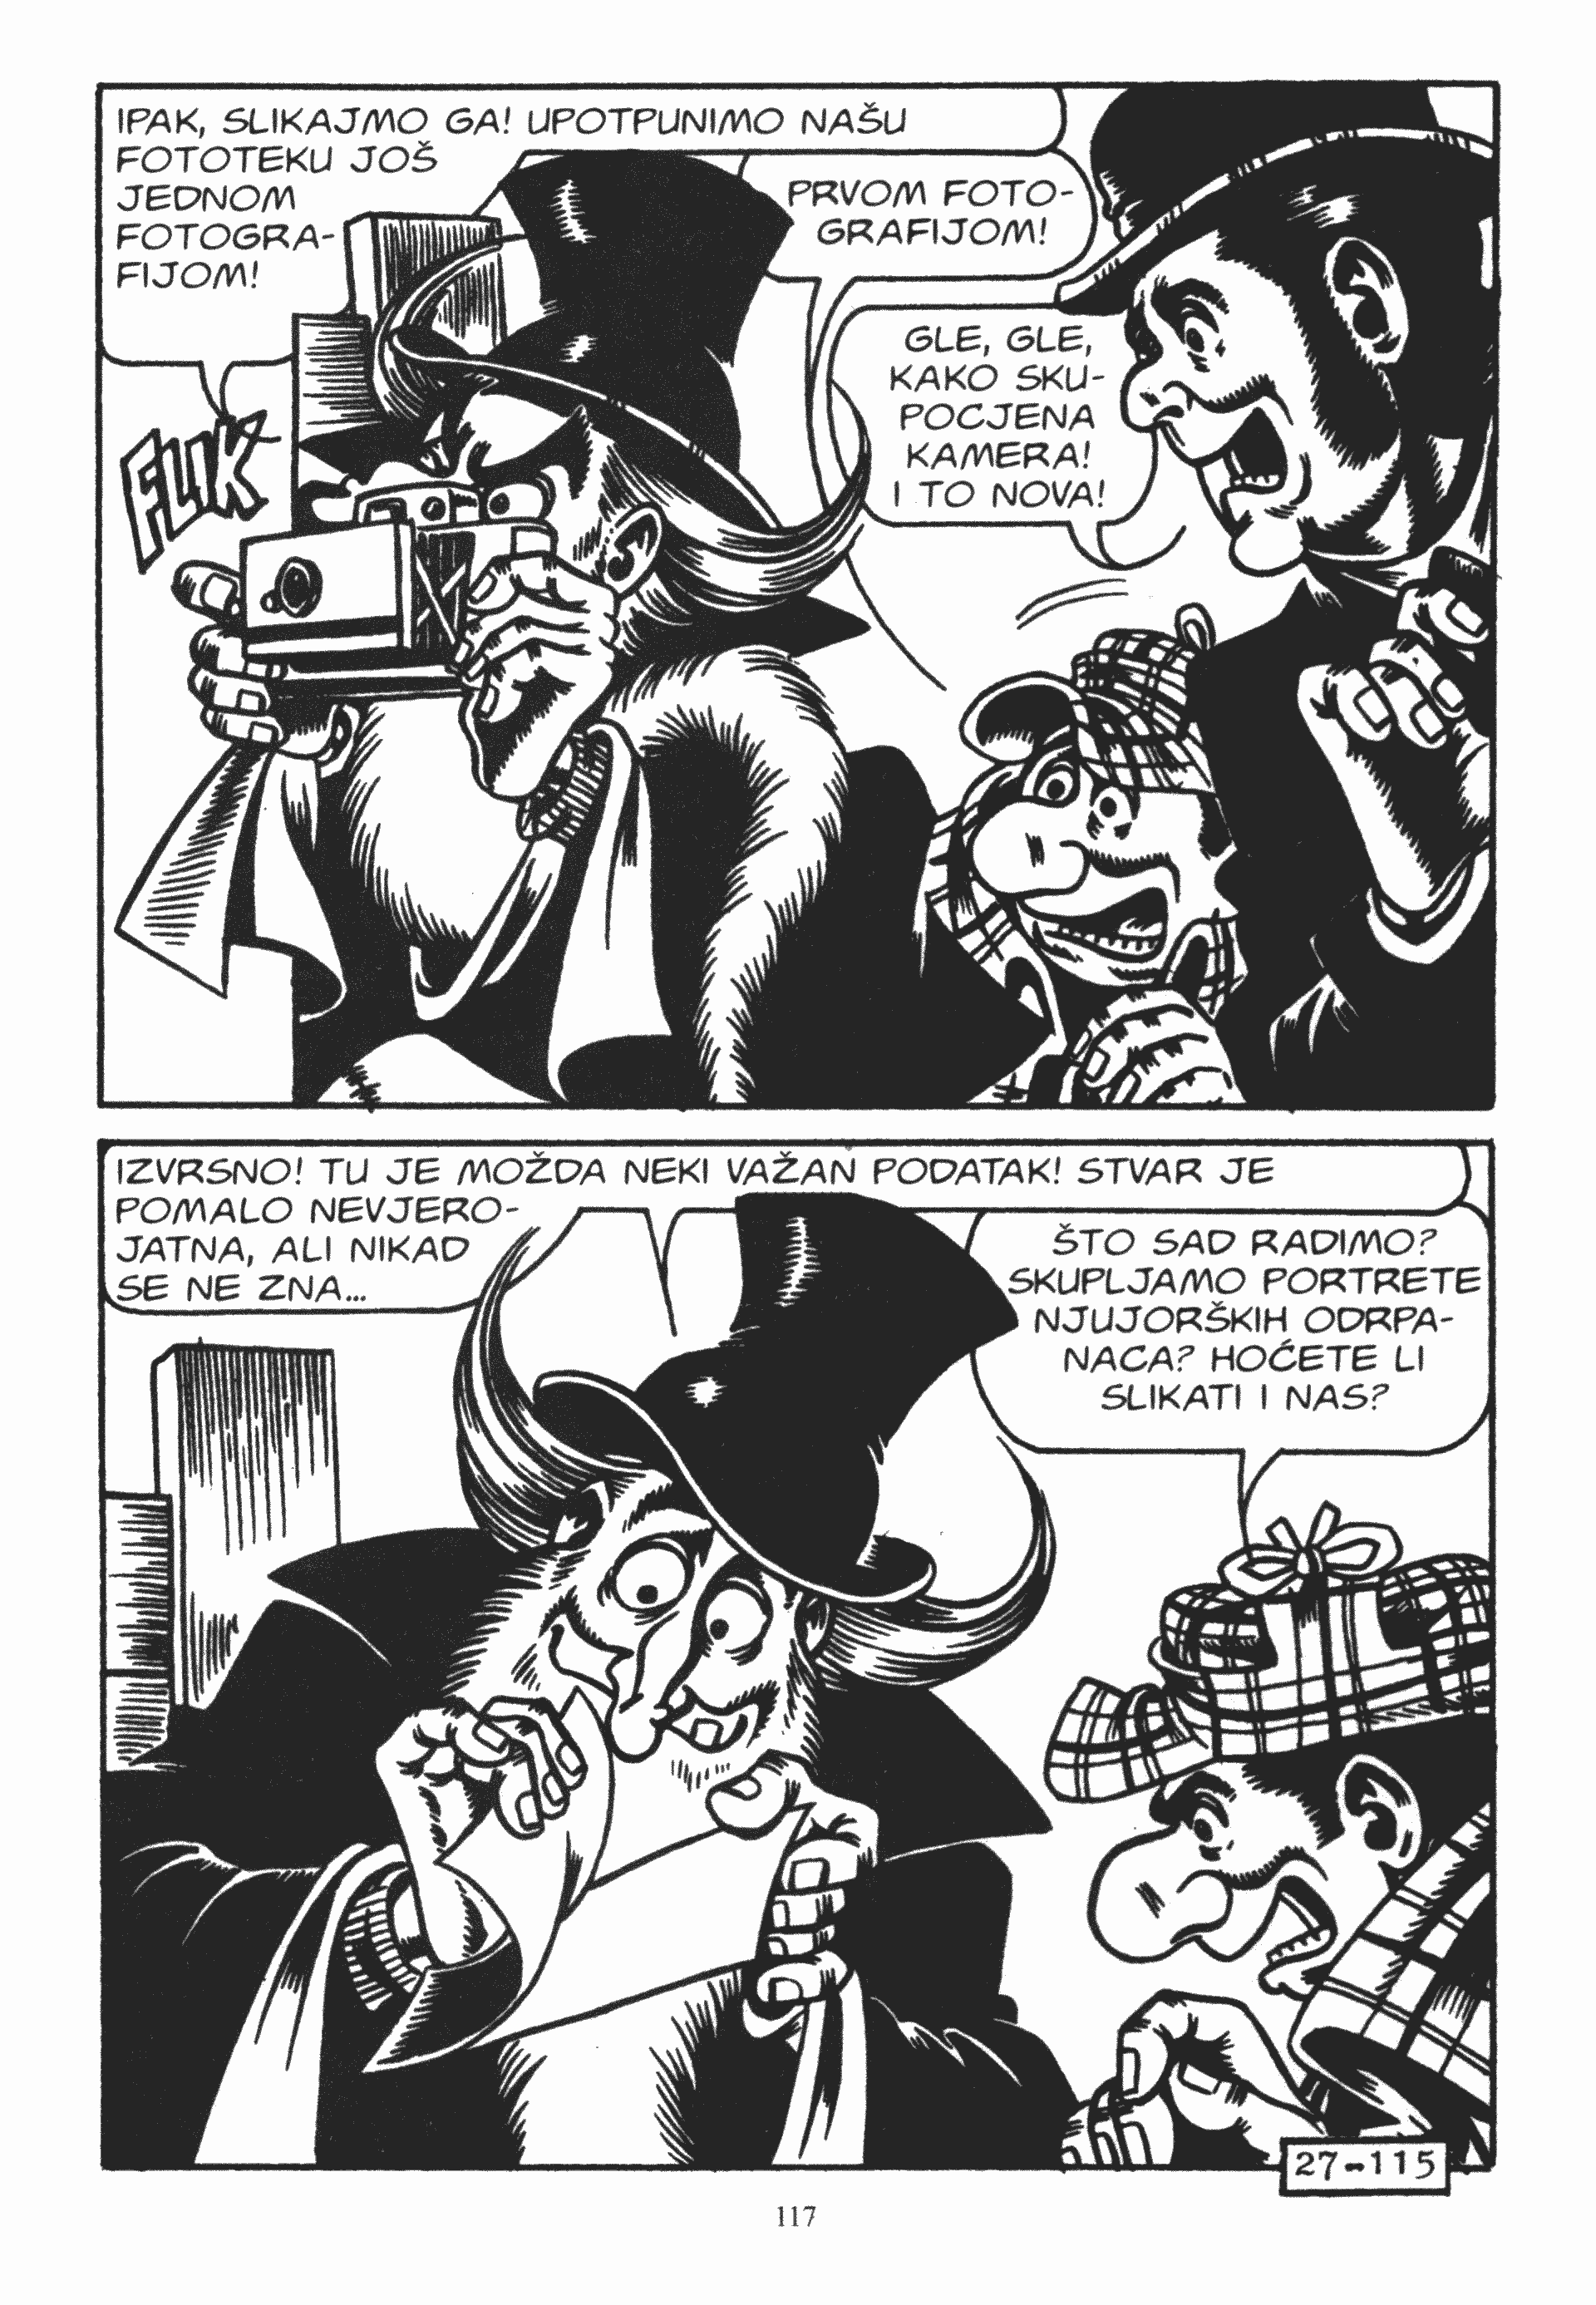 IPAK, SLIKAJMO GA! UPOTPUNIMO NAŠU
FOTOTEKU JOŠ
JEDNOM
FOTOGRA-
FIJOM!
PRVOM FOTO-
GRAFIJOM!
GLE, GLE,
KAKO SKU-
POCJENA
KAMERA!
I TO NOVA!
FLIK
IZVRSNO! TU JE MOŽDA NEKI VAŽAN PODATAK! STVAR JE
POMALO NEVJERO-
JATNA, ALI NIKAD
SE NE ZNA...
ŠTO SAD RADIMO?
SKUPLJAMO PORTRETE
NJUJORŠKIH ODRPA-
NACA? HOĆETE LI
SLIKATI I NAS?
27-115
117